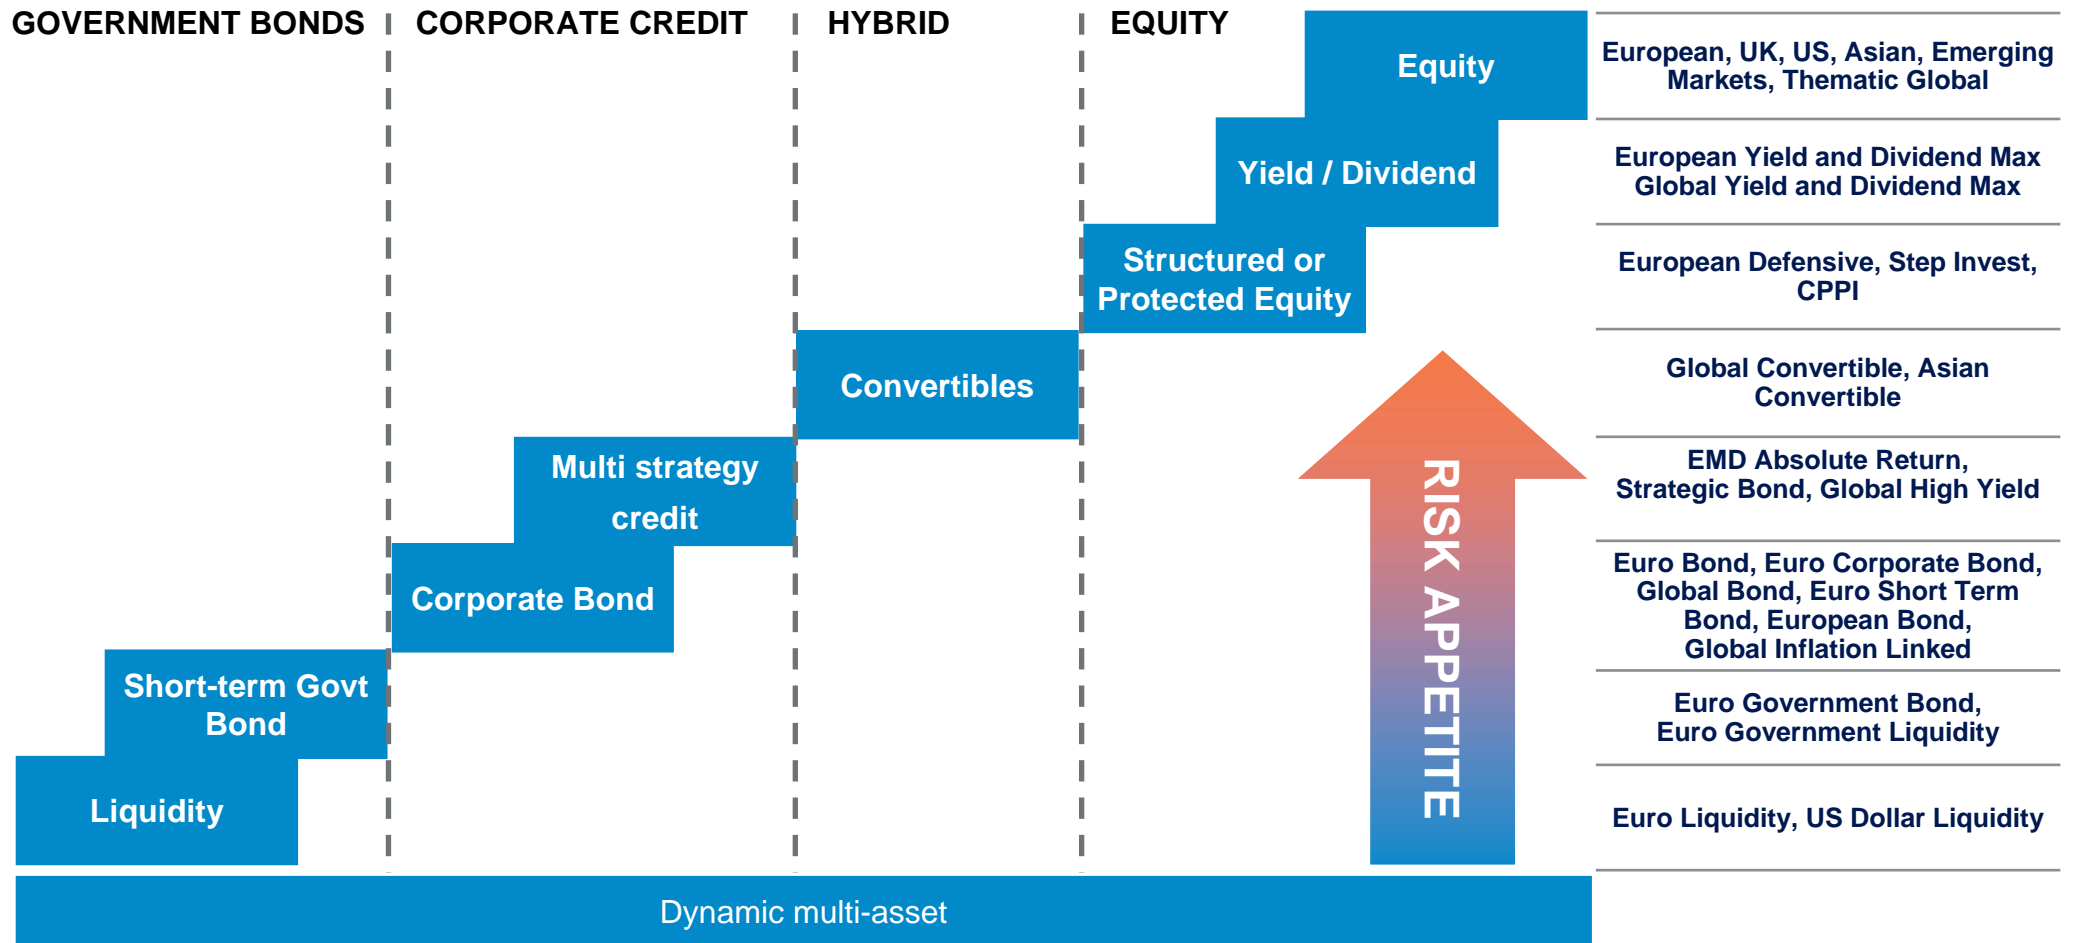 GOVERNMENT BONDS
CORPORATE CREDIT
HYBRID
EQUITY
Equity
European, UK, US, Asian, Emerging
Markets, Thematic Global
Yield / Dividend
European Yield and Dividend Max
Global Yield and Dividend Max
Structured or
Protected Equity
European Defensive, Step Invest,
CPPI
Convertibles
Global Convertible, Asian
Convertible
Multi strategy
credit
EMD Absolute Return,
Strategic Bond, Global High Yield
Corporate Bond
Euro Bond, Euro Corporate Bond,
Global Bond, Euro Short Term
Bond, European Bond,
Global Inflation Linked
Short-term Govt
Bond
Euro Government Bond,
Euro Government Liquidity
Liquidity
Euro Liquidity, US Dollar Liquidity
RISK APPETITE
Dynamic multi-asset